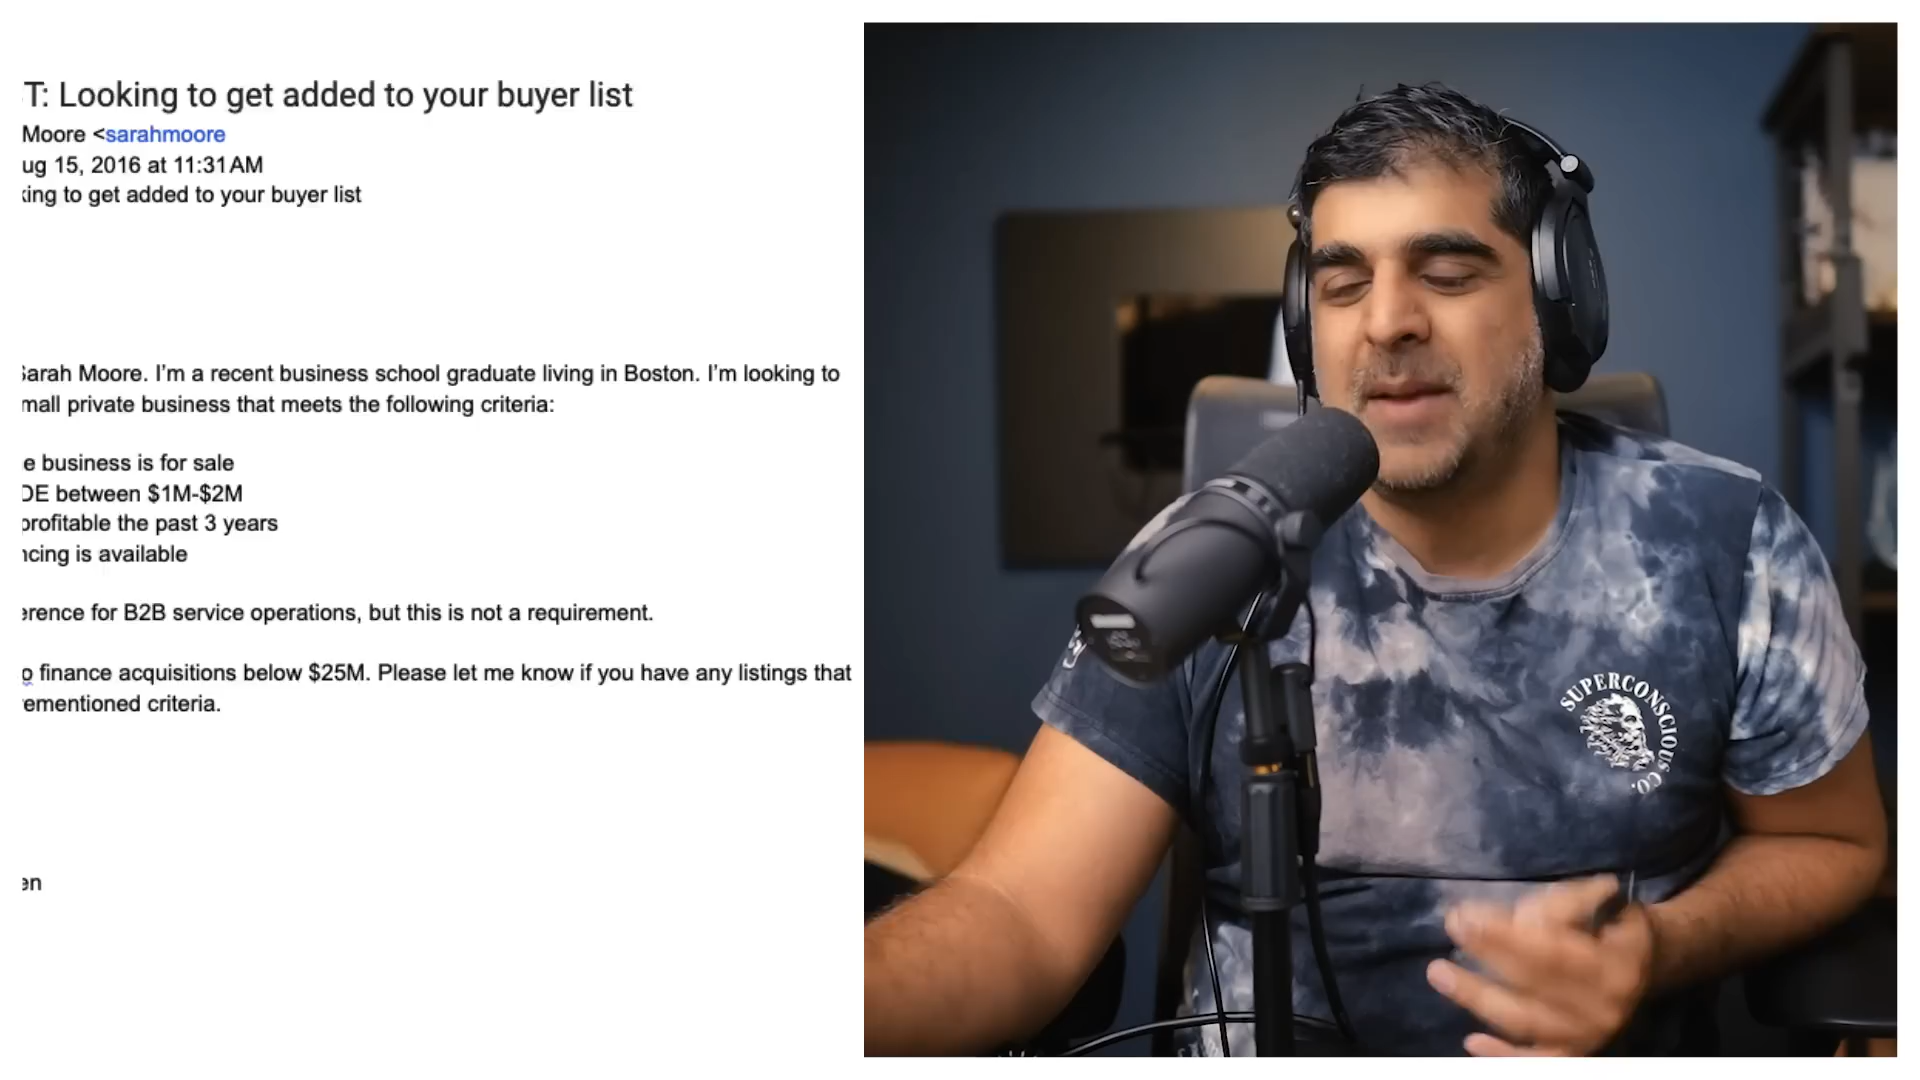 T: Looking to get added to your buyer list
Moore <sarahmoore
ug 15, 2016 at 11:31 AM
king to get added to your buyer list
Sarah Moore. I'm a recent business school graduate living in Boston. I'm looking to
mall private business that meets the following criteria:
e business is for sale
DE between $1M-$2M
profitable the past 3 years
ncing is available
erence for B2B service operations, but this is not a requirement.
o finance acquisitions below $25M. Please let me know if you have any listings that
rementioned criteria.
en
SUPERCONSCIOUS CO.